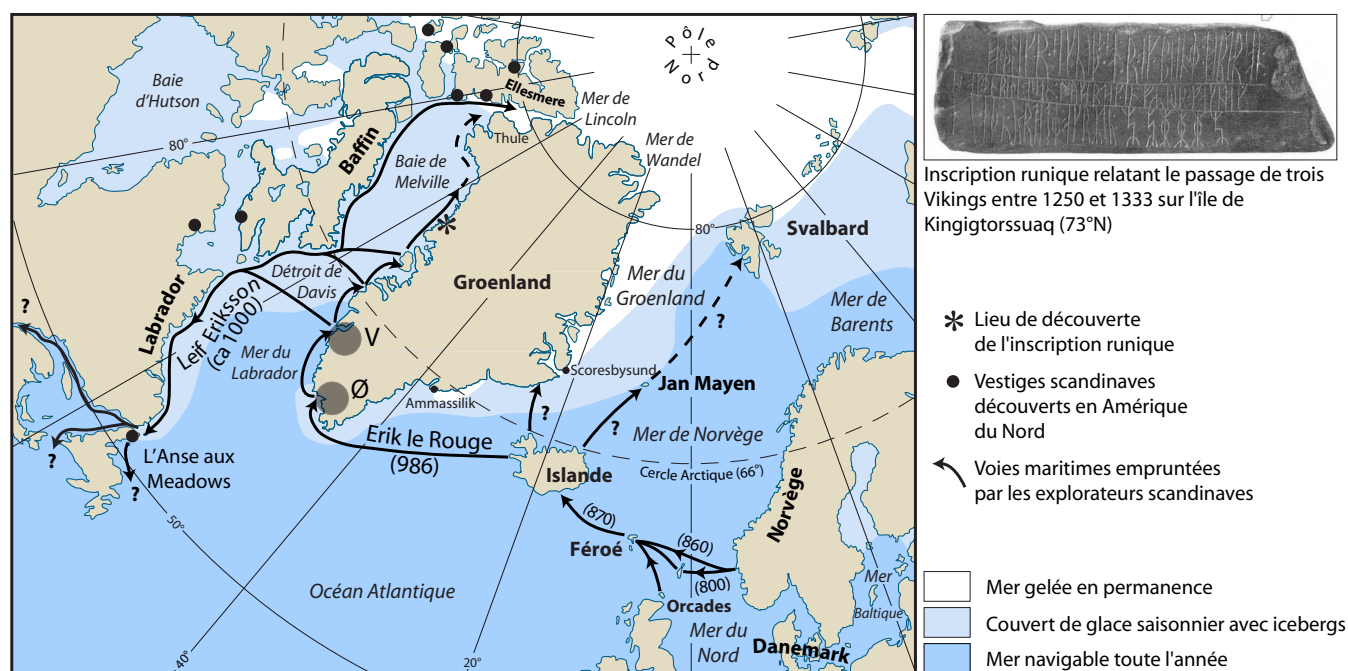 Pôle
Nord
Baie
d'Hutson
Ellesmere
Mer de
Lincoln
80°
Baffin
Thule
Mer de
Wandel
Baie de
Melville
80°
Svalbard
Détroit de
Davis
Groenland
Mer du
Groenland
Mer de
Barents
?
Labrador
Leif Eriksson
(ca 1000)
Mer du
Labrador
V
?
Scoresbysund
Jan Mayen
Ø
Ammassilik
?
?
Mer de Norvège
Erik le Rouge
(986)
Cercle Arctique (66°)
Islande
?
L'Anse aux
Meadows
?
Norvège
50°
(870)
Féroé
(860)
(800)
Océan Atlantique
Orcades
Mer
Baltique
Mer du
Nord
Danemark
40°
20°
Inscription runique relatant le passage de trois
Vikings entre 1250 et 1333 sur l'île de
Kingigtorssuaq (73°N)
Lieu de découverte
de l'inscription runique
Vestiges scandinaves
découverts en Amérique
du Nord
Voies maritimes empruntées
par les explorateurs scandinaves
Mer gelée en permanence
Couvert de glace saisonnier avec icebergs
Mer navigable toute l'année